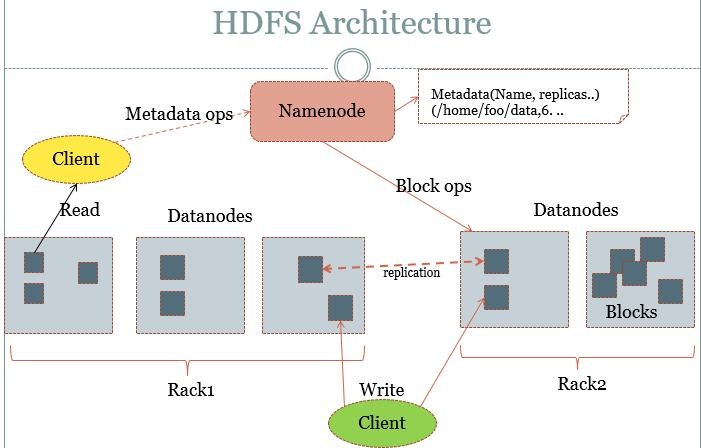 HDFS Architecture
Metadata ops
Namenode
Metadata(Name, replicas..)
(/home/foo/data,6. ..
Client
Block ops
Read
Datanodes
Datanodes
replication
Blocks
Rack1
Write
Rack2
Client